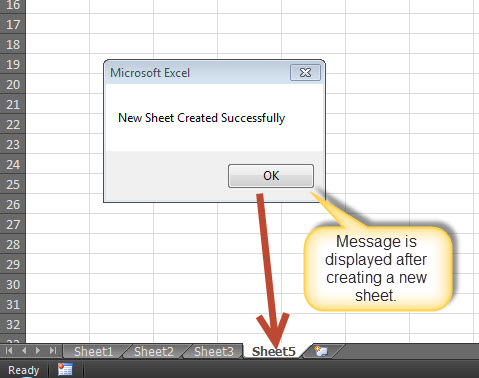 16
17
18
19
20
21
22
23
24
25
26
27
28
29
30
31
32
Microsoft Excel
New Sheet Created Successfully
OK
Message is
displayed after
creating a new
sheet.
Sheet1 Sheet2 Sheet3 Sheet5
Ready